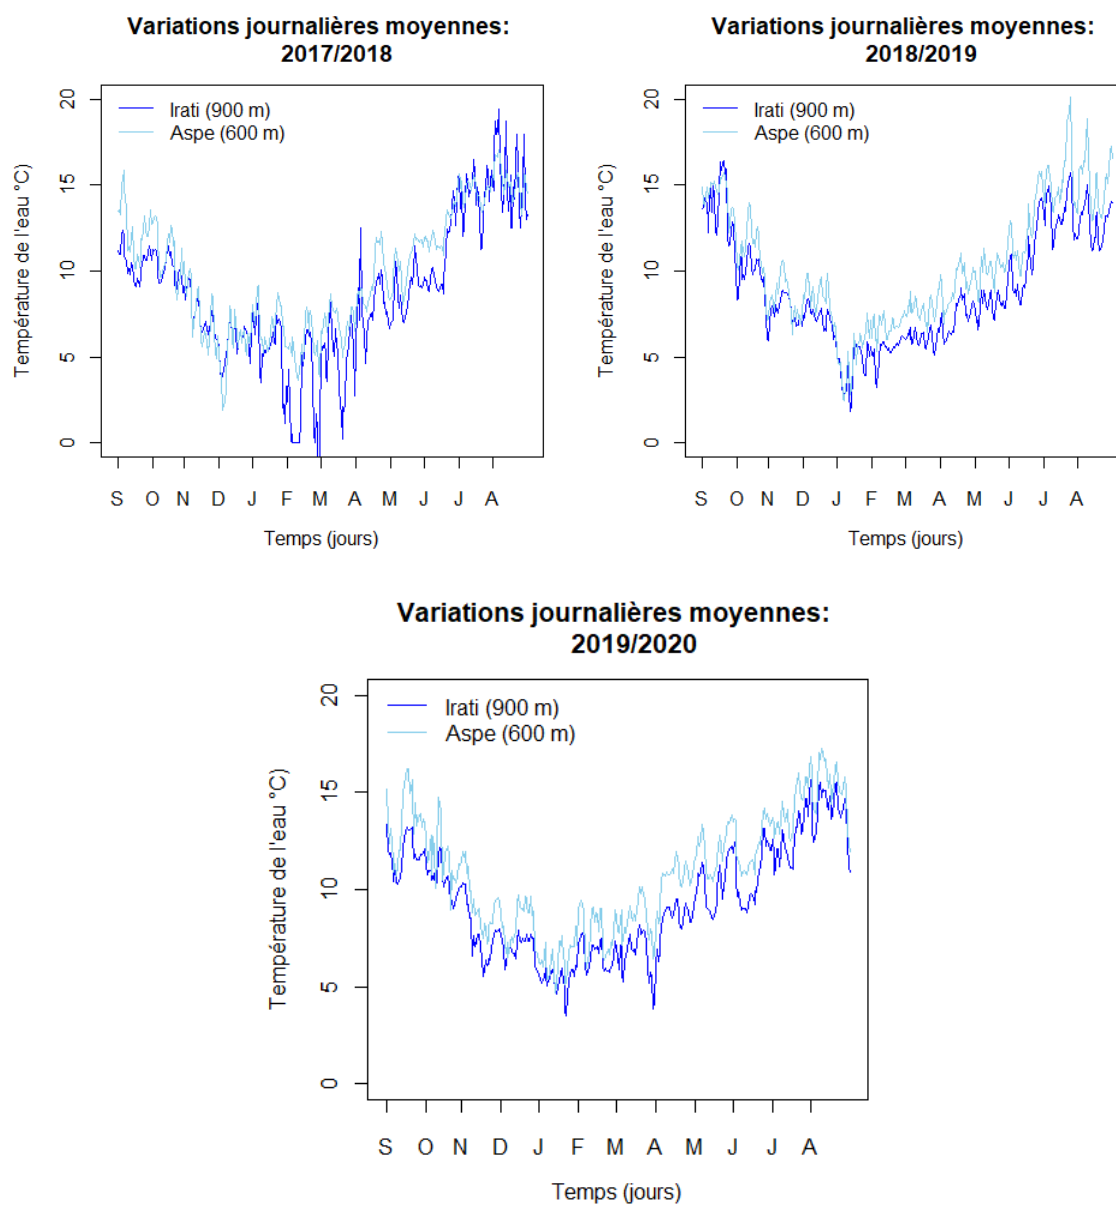 Variations journalières moyennes:
2017/2018
Irati (900 m)
Aspe (600 m)
Température de l'eau °C)
20
15
10
5
0
S O N D J F M A M J J A
Temps (jours)
Variations journalières moyennes:
2018/2019
Irati (900 m)
Aspe (600 m)
Température de l'eau °C)
20
15
10
5
0
S O N D J F M A M J J A
Temps (jours)
Variations journalières moyennes:
2019/2020
Irati (900 m)
Aspe (600 m)
Température de l'eau °C)
20
15
10
5
0
S O N D J F M A M J J A
Temps (jours)